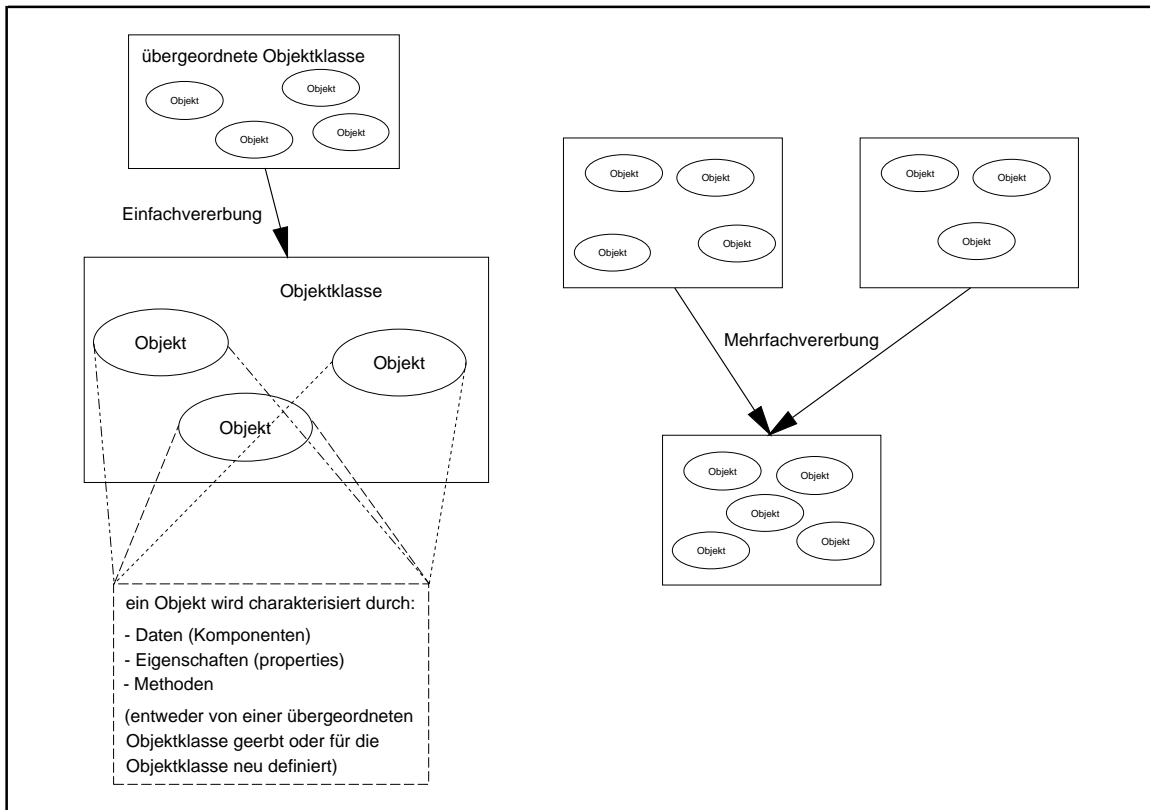 übergeordnete Objektklasse
Objekt
Objekt
Objekt
Objekt
Einfachvererbung
Objektklasse
Objekt
Objekt
Objekt
ein Objekt wird charakterisiert durch:
- Daten (Komponenten)
- Eigenschaften (properties)
- Methoden
(entweder von einer übergeordneten
Objektklasse geerbt oder für die
Objektklasse neu definiert)
Objekt
Objekt
Objekt
Objekt
Objekt
Objekt
Objekt
Mehrfachvererbung
Objekt
Objekt
Objekt
Objekt
Objekt